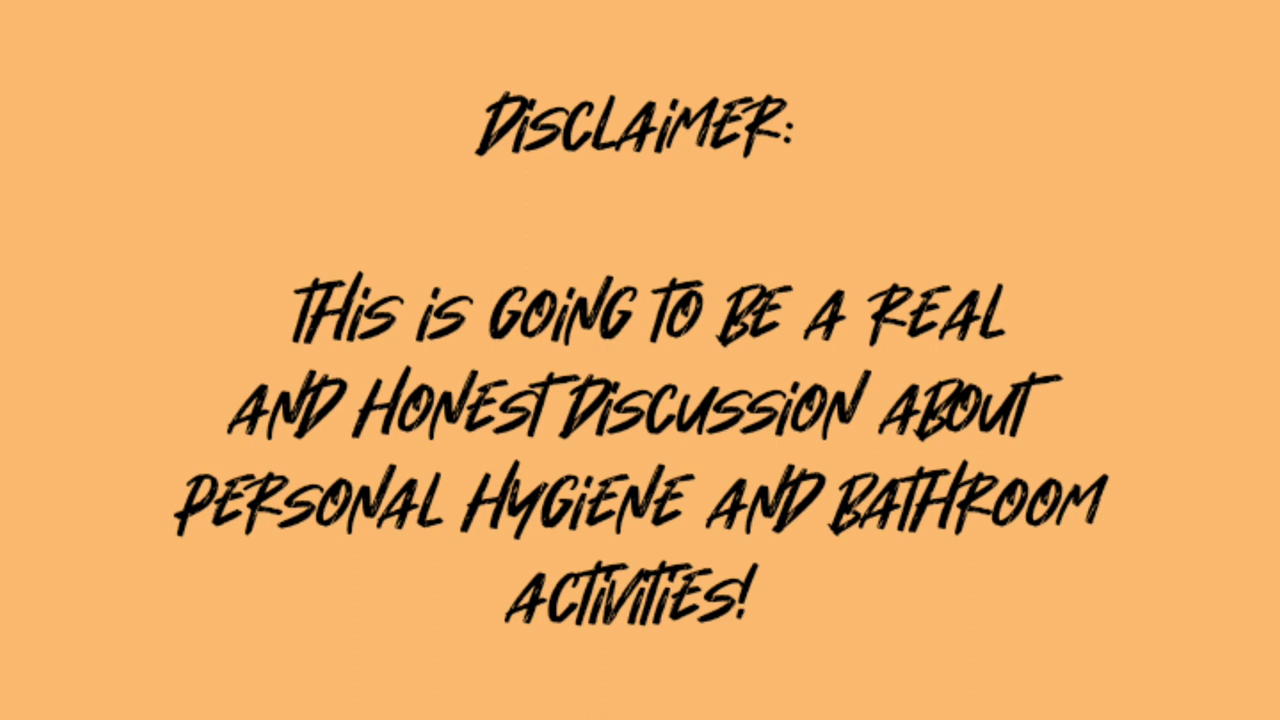 DiSCLAiMER:
THiS iS GOiNG TO BE A REAL
AND HONEST DiSCUSSiON ABOUT
PERSONAL HYGiENE AND BATHROOM
ACTiViTiES!